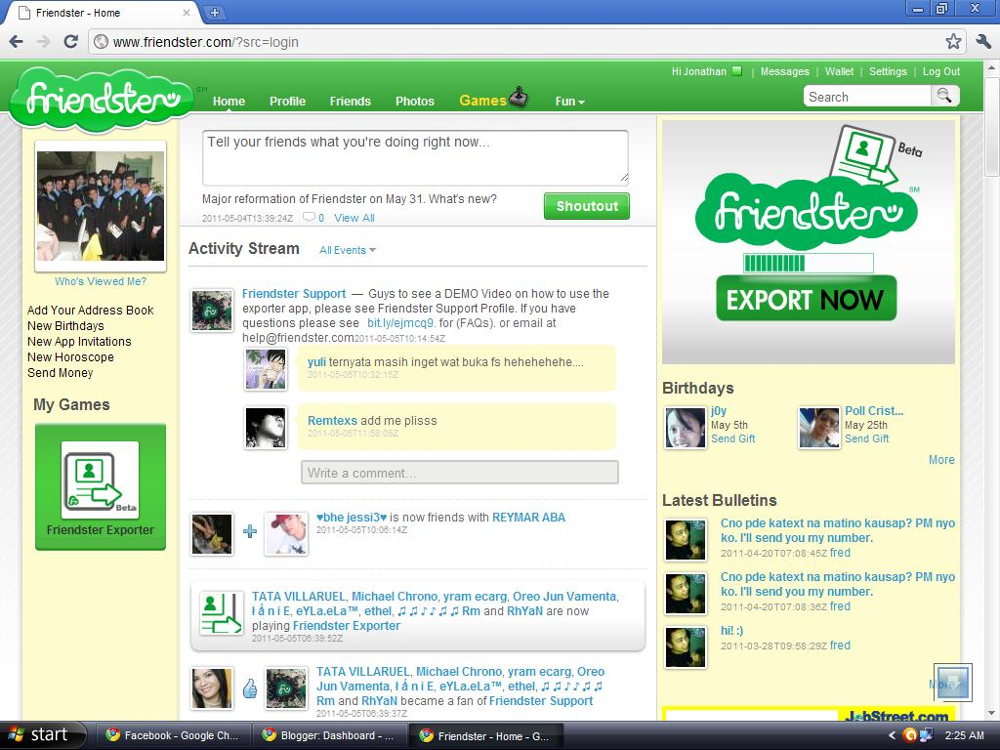 Friendster - Home
www.friendster.com/?src=login
Hi Jonathan | Messages | Wallet | Settings | Log Out
friendster SM
Home Profile Friends Photos Games Fun
Search
Who's Viewed Me?
Add Your Address Book
New Birthdays
New App Invitations
New Horoscope
Send Money
My Games
Beta
Friendster Exporter
Tell your friends what you're doing right now...
Major reformation of Friendster on May 31. What's new?
2011-05-04T13:39:24Z 0 View All
Shoutout
Activity Stream All Events
Friendster Support — Guys to see a DEMO Video on how to use the
exporter app, please see Friendster Support Profile. If you have
questions please see bit.ly/ejmcq9. for (FAQs). or email at
help@friendster.com2011-05-05T10:14:54Z
yuli ternyata masih inget wat buka fs hehehehehe....
2011-05-05T10:32:15Z
Remtexs add me plisss
2011-05-05T11:58:09Z
Write a comment...
♥bhe jessi3♥ is now friends with REYMAR ABA
2011-05-05T10:06:14Z
TATA VILLARUEL, Michael Chrono, yram ecarg, Oreo Jun Vamenta,
ł á n i E, eYLa.eLa™, ethel, ♫♫♪♪♫♫ Rm and RhYaN are now
playing Friendster Exporter
2011-05-05T06:39:52Z
TATA VILLARUEL, Michael Chrono, yram ecarg, Oreo
Jun Vamenta, ł á n i E, eYLa.eLa™, ethel, ♫♫♪♪♫♫
Rm and RhYaN became a fan of Friendster Support
2011-05-05T06:39:37Z
Beta
friendster SM
EXPORT NOW
Birthdays
j0y
May 5th
Send Gift
Poll Crist...
May 25th
Send Gift
More
Latest Bulletins
Cno pde katext na matino kausap? PM nyo
ko. I'll send you my number.
2011-04-20T07:08:45Z fred
Cno pde katext na matino kausap? PM nyo
ko. I'll send you my number.
2011-04-20T07:08:36Z fred
hi! :)
2011-03-28T09:58:29Z fred
JobStreet.com
start
Facebook - Google Ch...
Blogger: Dashboard - ...
Friendster - Home - G...
2:25 AM